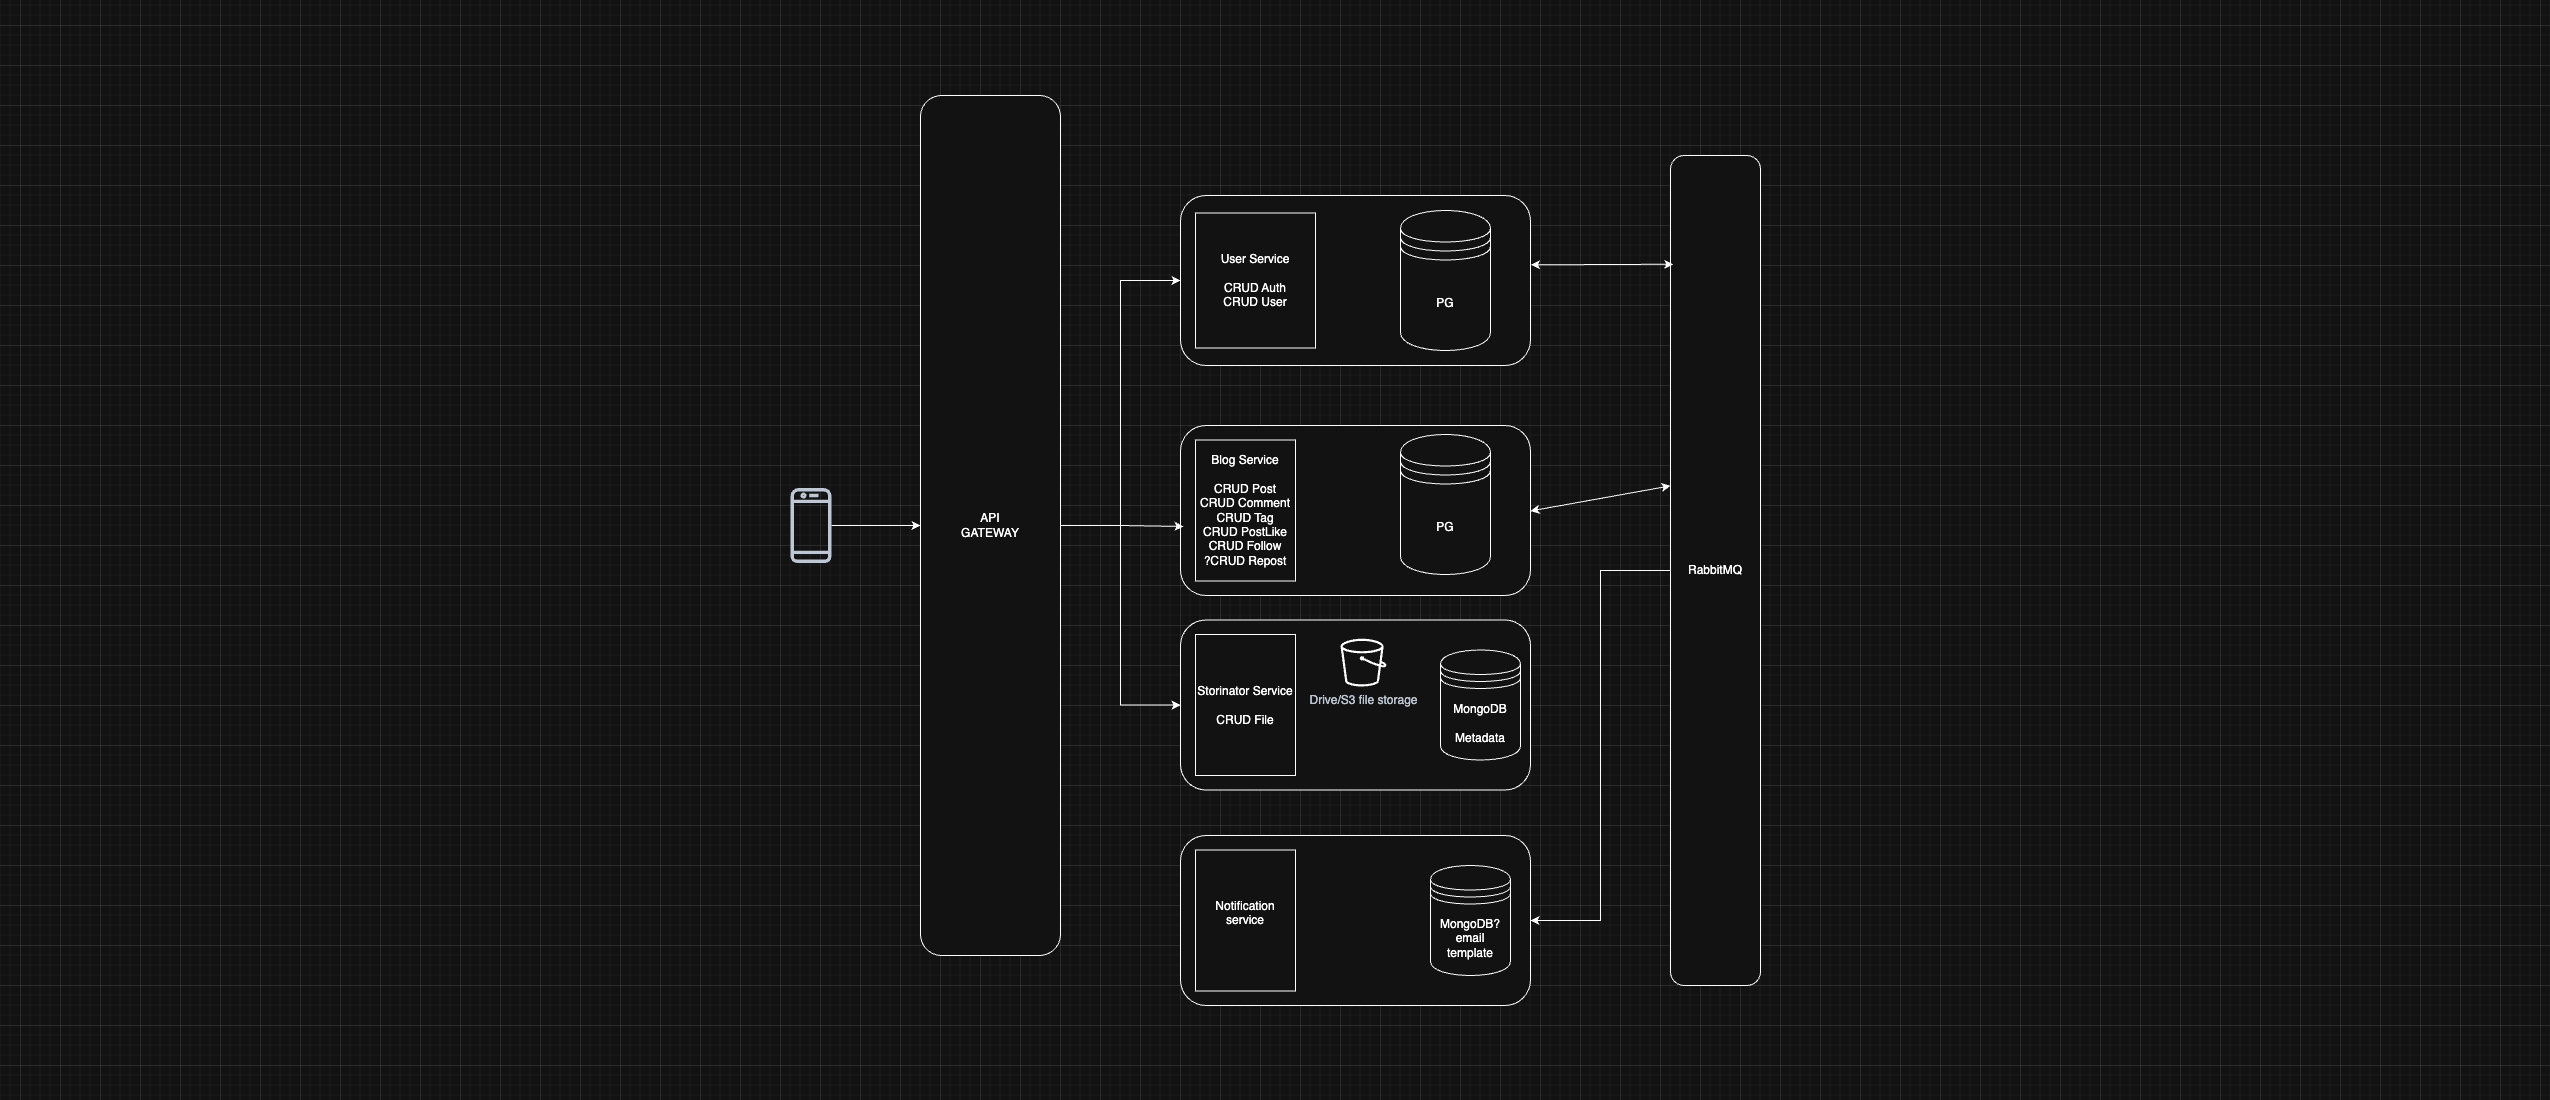 API
GATEWAY
User Service
CRUD Auth
CRUD User
PG
Blog Service
CRUD Post
CRUD Comment
CRUD Tag
CRUD PostLike
CRUD Follow
?CRUD Repost
PG
Storinator Service
CRUD File
Drive/S3 file storage
MongoDB
Metadata
Notification
service
MongoDB?
email
template
RabbitMQ